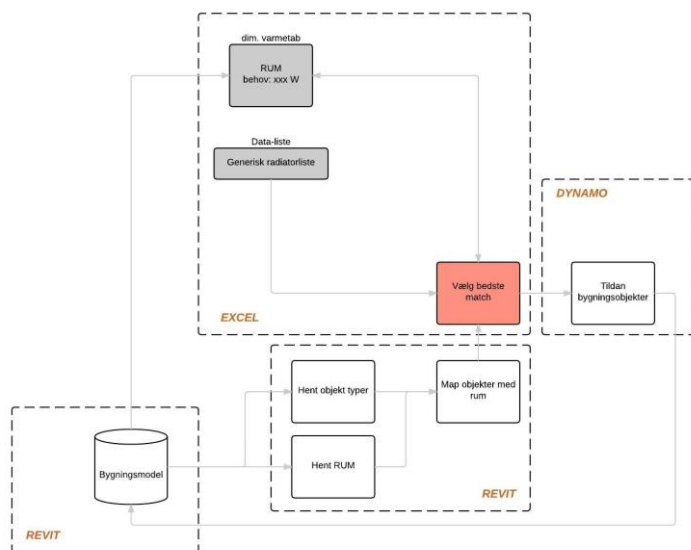 dim. varmetab
RUM
behov: xxx W
Data-liste
Generisk radiatorliste
DYNAMO
Vælg bedste
match
Tildan
bygningsobjekter
EXCEL
Hent objekt typer
Map objekter med
rum
Hent RUM
Bygningsmodel
REVIT
REVIT